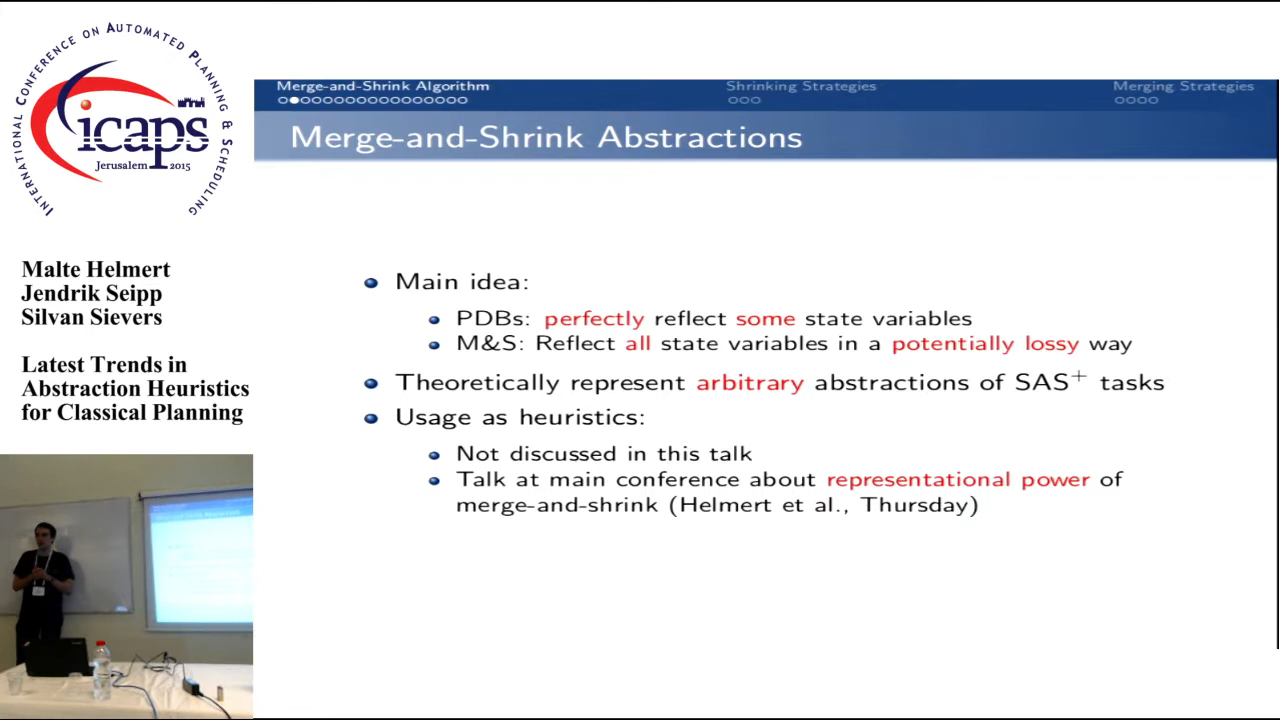 INTERNATIONAL CONFERENCE ON AUTOMATED PLANNING & SCHEDULING
icaps
Jerusalem 2015
Malte Helmert
Jendrik Seipp
Silvan Sievers
Latest Trends in
Abstraction Heuristics
for Classical Planning
Merge-and-Shrink Algorithm
Shrinking Strategies
Merging Strategies
Merge-and-Shrink Abstractions
Main idea:
PDBs: perfectly reflect some state variables
M&S: Reflect all state variables in a potentially lossy way
Theoretically represent arbitrary abstractions of SAS+ tasks
Usage as heuristics:
Not discussed in this talk
Talk at main conference about representational power of
merge-and-shrink (Helmert et al., Thursday)